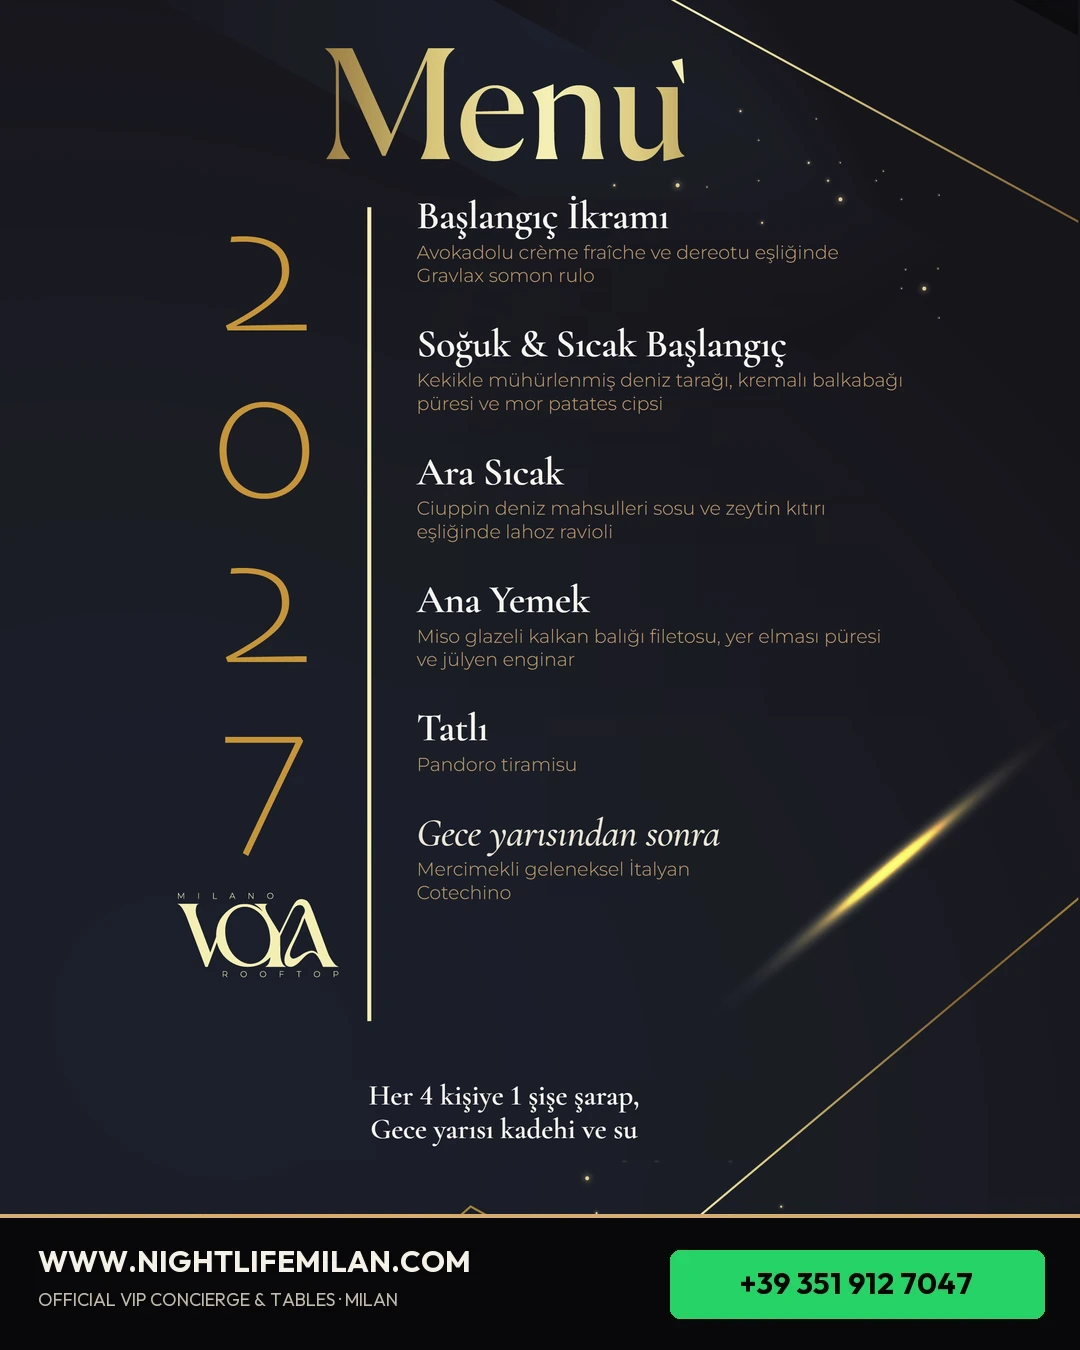 Menù
2
0
2
7
MILANO
VOYA
ROOFTOP
Başlangıç İkramı
Avokadolu crème fraîche ve dereotu eşliğinde
Gravlax somon rulo
Soğuk & Sıcak Başlangıç
Kekikle mühürlenmiş deniz tarağı, kremalı balkabağı
püresi ve mor patates cipsi
Ara Sıcak
Ciuppin deniz mahsulleri sosu ve zeytin kıtırı
eşliğinde lahoz ravioli
Ana Yemek
Miso glazeli kalkan balığı filetosu, yer elması püresi
ve jülyen enginar
Tatlı
Pandoro tiramisu
Gece yarısından sonra
Mercimekli geleneksel İtalyan
Cotechino
Her 4 kişiye 1 şişe şarap,
Gece yarısı kadehi ve su
WWW.NIGHTLIFEMILAN.COM
OFFICIAL VIP CONCIERGE & TABLES · MILAN
+39 351 912 7047